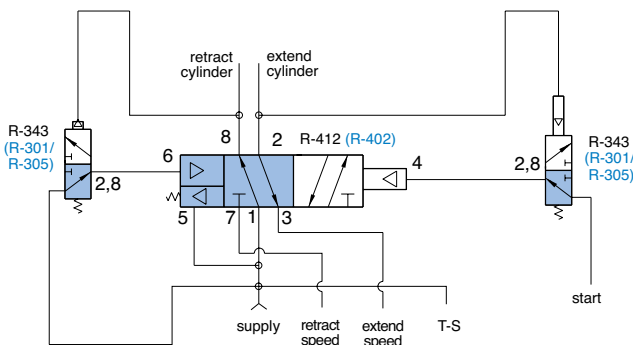 retract
cylinder
extend
cylinder
R-343
(R-301/
R-305)
8
2
R-412 (R-402)
R-343
(R-301/
R-305)
6
4
2,8
2,8
5
7
1
3
supply
retract
speed
extend
speed
T-S
start